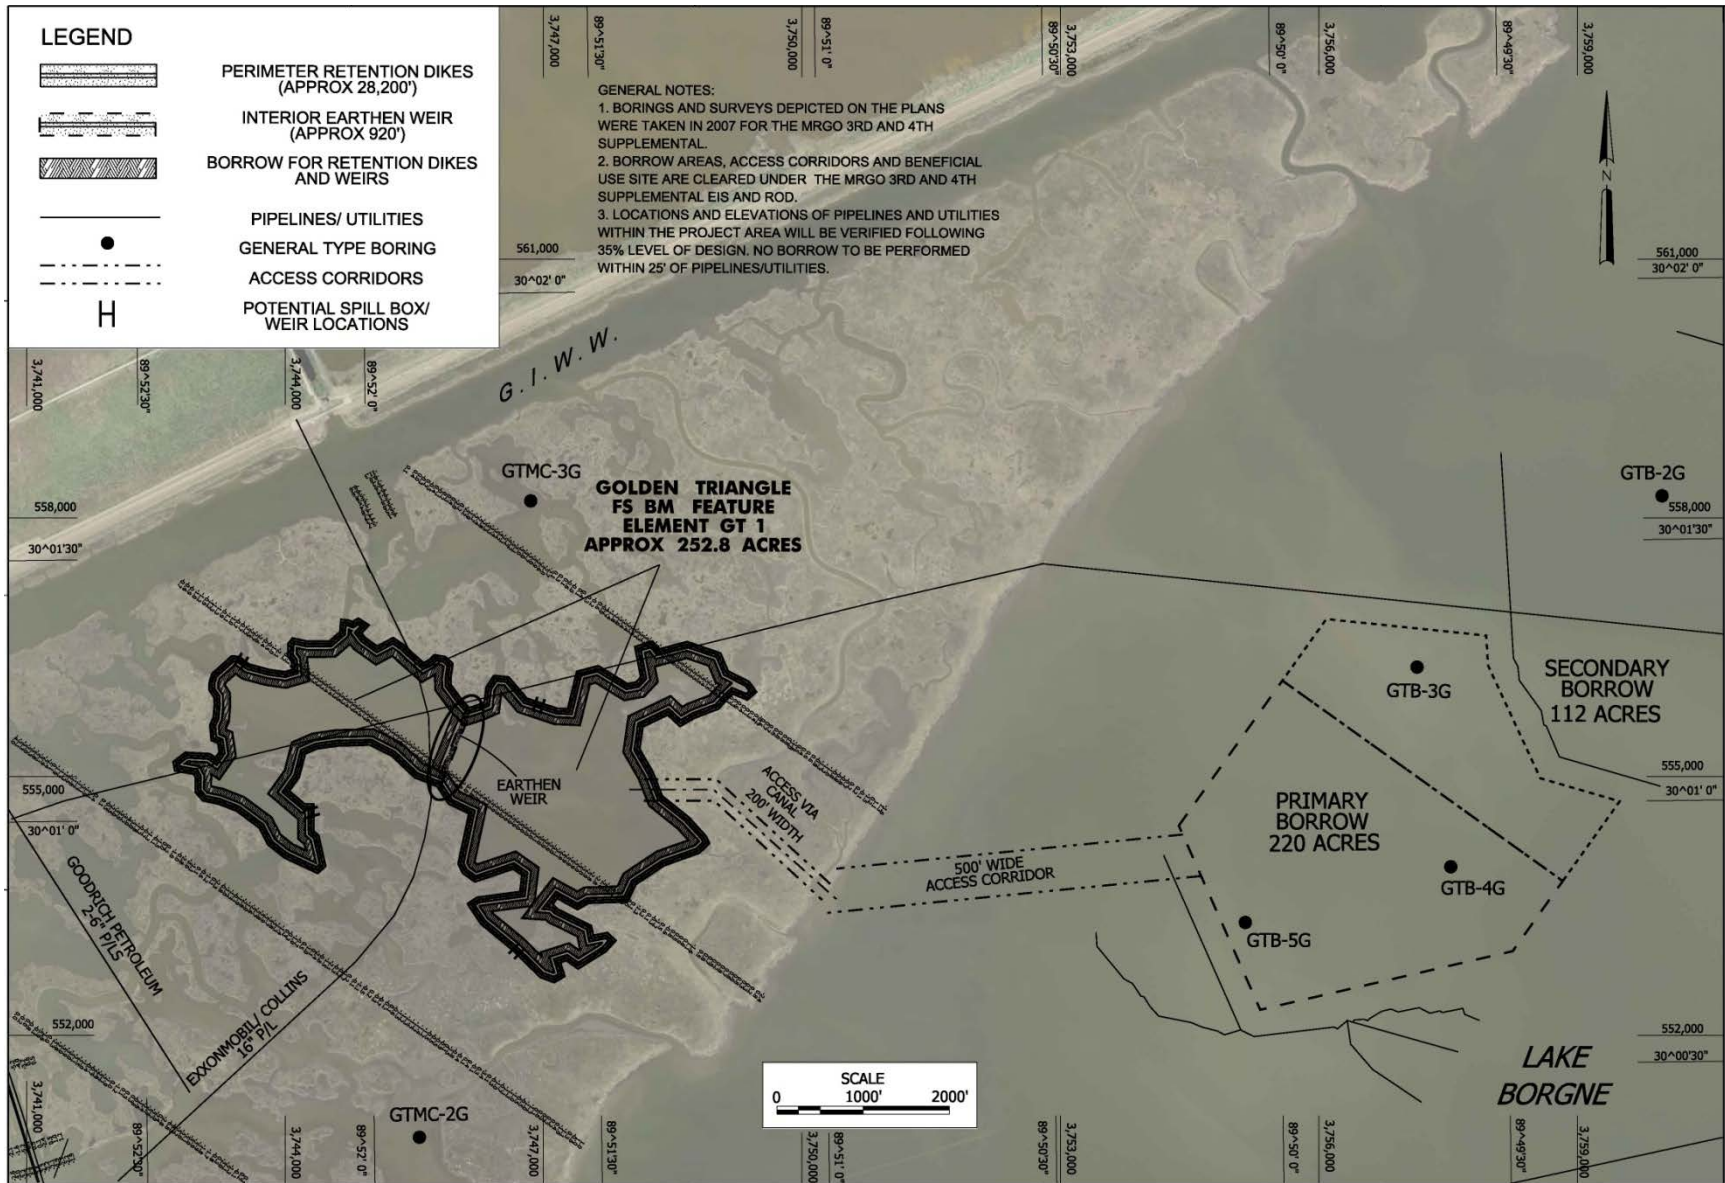 LEGEND
PERIMETER RETENTION DIKES
(APPROX 28,200')
INTERIOR EARTHEN WEIR
(APPROX 920')
BORROW FOR RETENTION DIKES
AND WEIRS
PIPELINES/ UTILITIES
GENERAL TYPE BORING
ACCESS CORRIDORS
H
POTENTIAL SPILL BOX/
WEIR LOCATIONS
3,747,000
89^51'30"
3,750,000
89^51' 0"
89^50'30"
3,753,000
89^50' 0"
3,756,000
89^49'30"
3,759,000
GENERAL NOTES:
1. BORINGS AND SURVEYS DEPICTED ON THE PLANS
WERE TAKEN IN 2007 FOR THE MRGO 3RD AND 4TH
SUPPLEMENTAL.
2. BORROW AREAS, ACCESS CORRIDORS AND BENEFICIAL
USE SITE ARE CLEARED UNDER THE MRGO 3RD AND 4TH
SUPPLEMENTAL EIS AND ROD.
3. LOCATIONS AND ELEVATIONS OF PIPELINES AND UTILITIES
WITHIN THE PROJECT AREA WILL BE VERIFIED FOLLOWING
35% LEVEL OF DESIGN. NO BORROW TO BE PERFORMED
WITHIN 25' OF PIPELINES/UTILITIES.
N
561,000
30^02' 0"
561,000
30^02' 0"
3,741,000
89^52'30"
3,744,000
89^52' 0"
G.I.W.W.
GTMC-3G
GOLDEN TRIANGLE
FS BM FEATURE
ELEMENT GT 1
APPROX 252.8 ACRES
GTB-2G
558,000
30^01'30"
558,000
30^01'30"
H
H
GTB-3G
SECONDARY
BORROW
112 ACRES
EARTHEN
WEIR
ACCESS VIA
CANAL
200' WIDTH
555,000
30^01' 0"
555,000
30^01' 0"
H
PRIMARY
BORROW
220 ACRES
500' WIDE
ACCESS CORRIDOR
GTB-4G
GTB-5G
H
GOODRICH PETROLEUM
2-6" P/LS
EXXONMOBIL/ COLLINS
16" P/L
552,000
552,000
30^00'30"
LAKE
BORGNE
SCALE
0 1000' 2000'
GTMC-2G
3,741,000
89^52'30"
3,744,000
89^52' 0"
3,747,000
89^51'30"
3,750,000
89^51' 0"
89^50'30"
3,753,000
89^50' 0"
3,756,000
89^49'30"
3,759,000